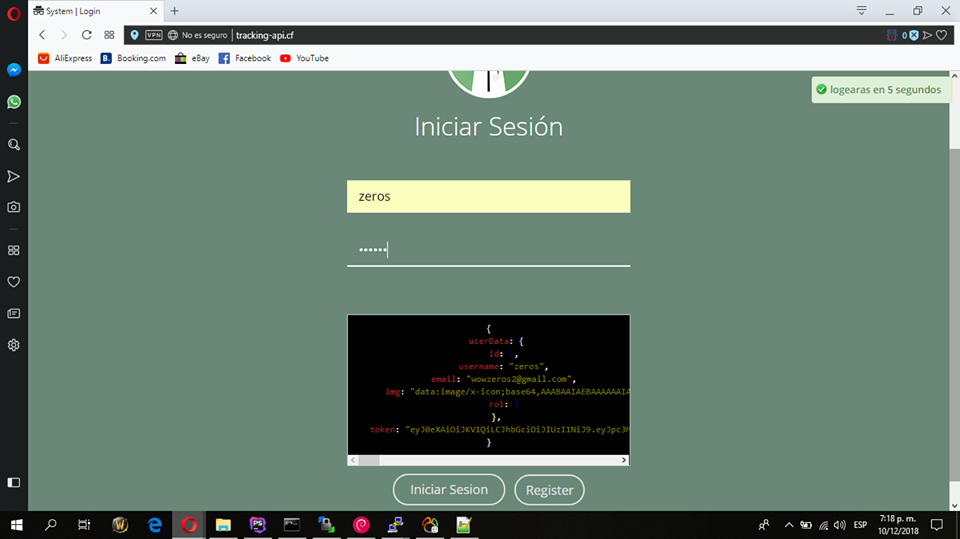 System | Login
VPN
No es seguro
tracking-api.cf
0
AliExpress
Booking.com
eBay
Facebook
YouTube
logearas en 5 segundos
Iniciar Sesión
zeros
••••••
{
userData: {
id: ,
username: "zeros",
email: "wowzeros2@gmail.com",
img: "data:image/x-icon;base64,AAABAAIAEBAAAAAAIA
rol:
},
token: "eyJ0eXAiOiJKV1QiLCJhbGciOiJIUzI1NiJ9.eyJpc3M
}
Iniciar Sesion
Register
ESP
7:18 p. m.
10/12/2018